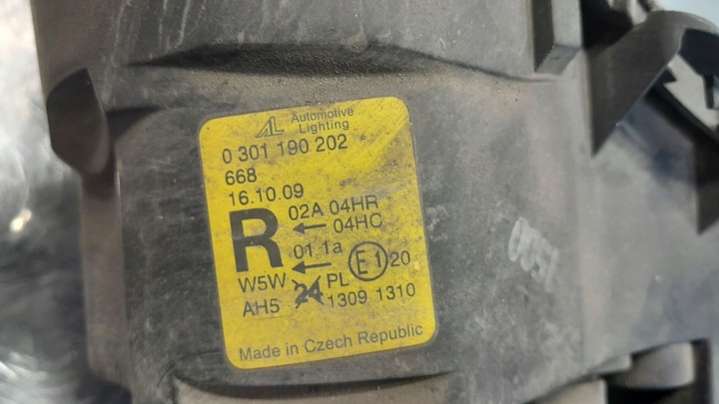 AL Automotive Lighting
0 301 190 202
668
16.10.09
R 02A 04HR
← 04HC
01 1a
← E1 20
W5W PL
AH5 24 1309 1310
Made in Czech Republic